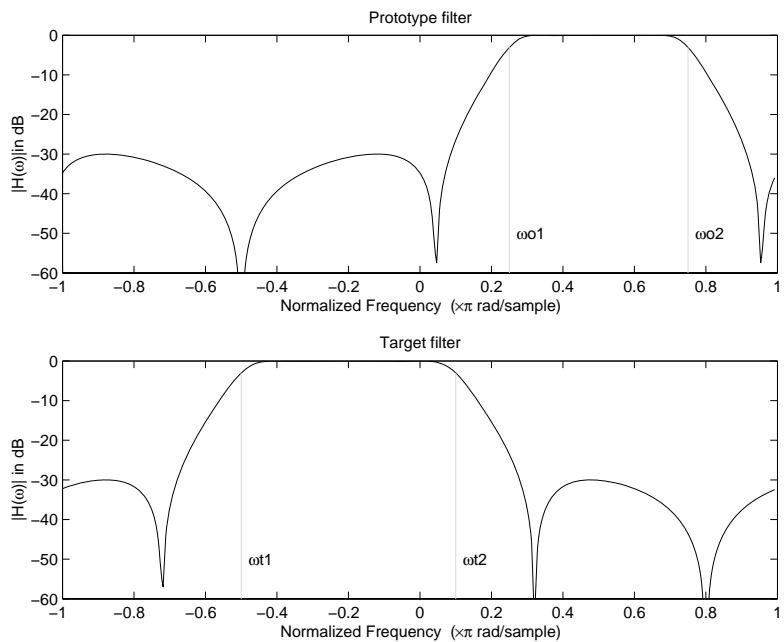 Prototype filter
0
−10
−20
−30
−40
−50
−60
|H(ω)|in dB
ωo1
ωo2
−1 −0.8 −0.6 −0.4 −0.2 0 0.2 0.4 0.6 0.8 1
Normalized Frequency (×π rad/sample)
Target filter
0
−10
−20
−30
−40
−50
−60
|H(ω)| in dB
ωt1
ωt2
−1 −0.8 −0.6 −0.4 −0.2 0 0.2 0.4 0.6 0.8 1
Normalized Frequency (×π rad/sample)